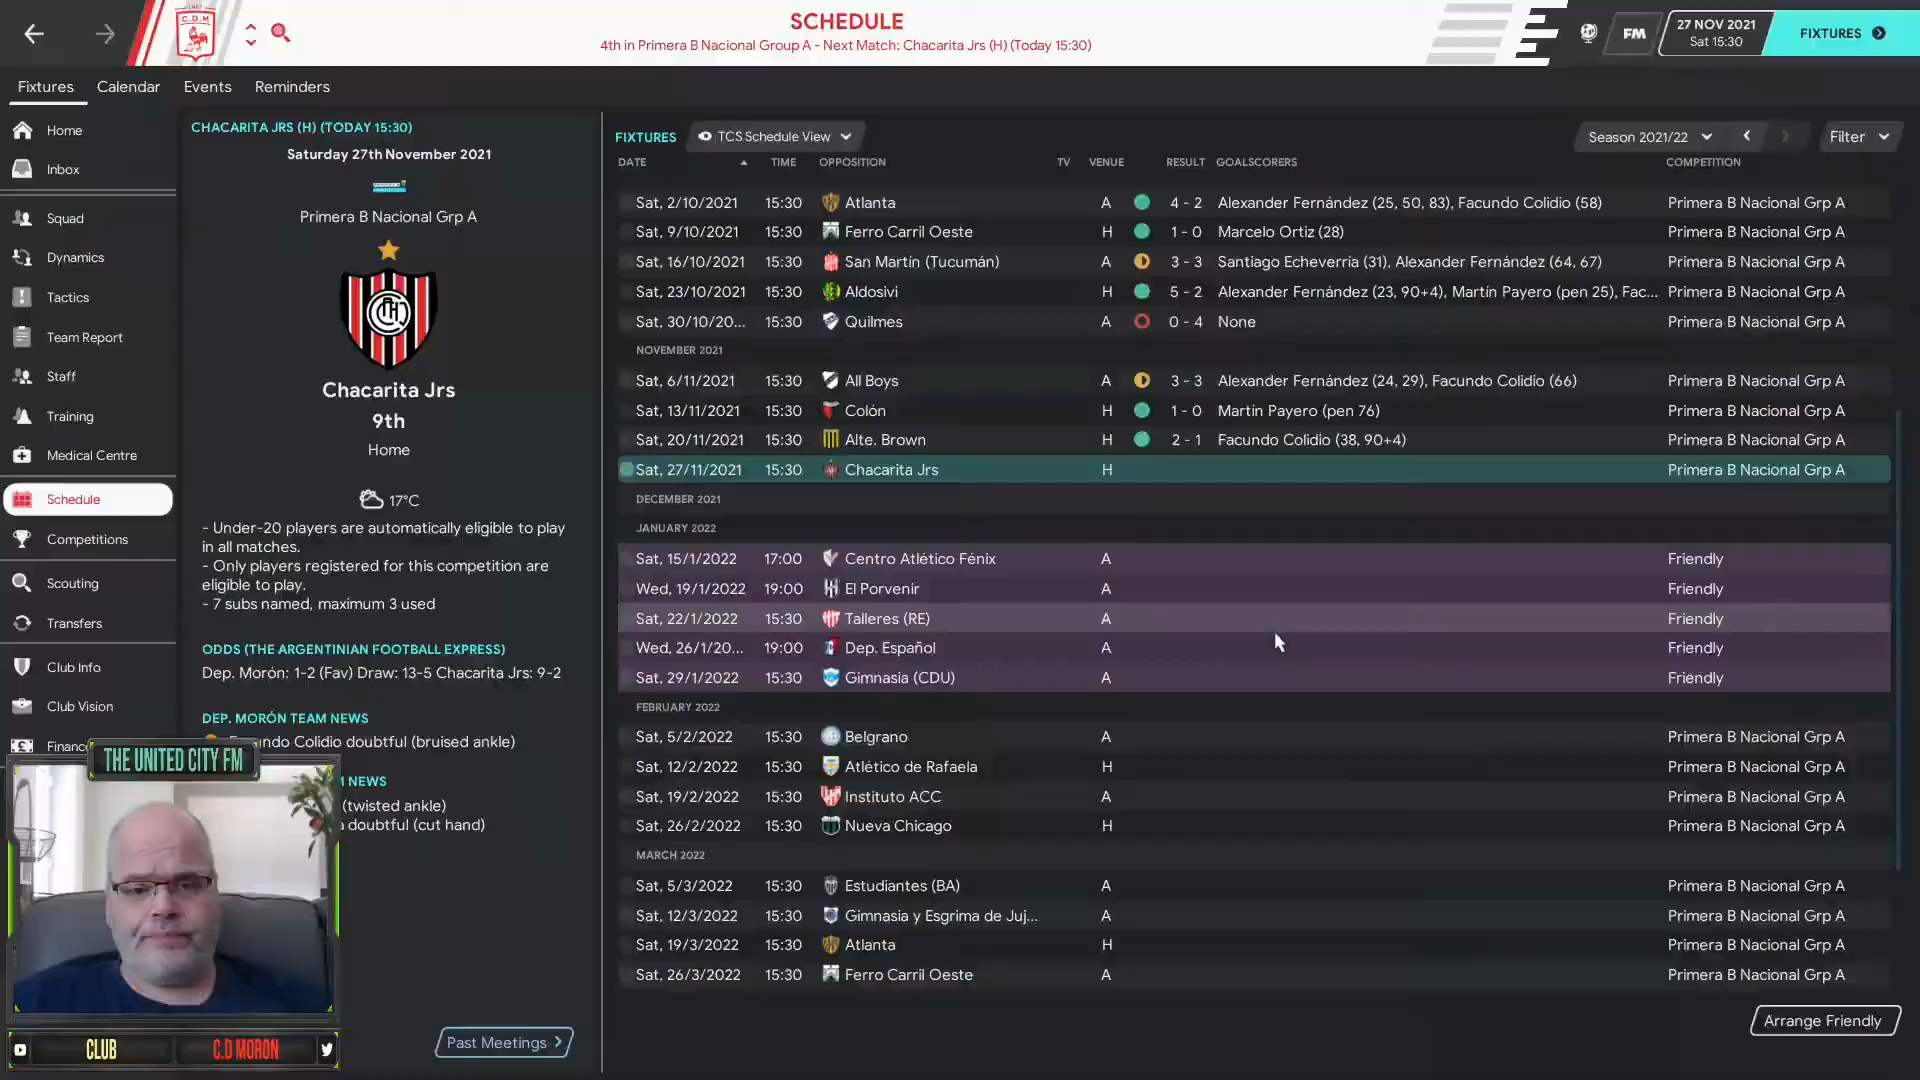 SCHEDULE
4th in Primera B Nacional Group A - Next Match: Chacarita Jrs (H) (Today 15:30)
C.D.M
FM
27 NOV 2021
Sat 15:30
FIXTURES
Fixtures Calendar Events Reminders
Home
Inbox
Squad
Dynamics
Tactics
Team Report
Staff
Training
Medical Centre
Schedule
Competitions
Scouting
Transfers
Club Info
Club Vision
CHACARITA JRS (H) (TODAY 15:30)
Saturday 27th November 2021
Primera B Nacional Grp A
Chacarita Jrs
9th
Home
17°C
- Under-20 players are automatically eligible to play
in all matches.
- Only players registered for this competition are
eligible to play.
- 7 subs named, maximum 3 used
ODDS (THE ARGENTINIAN FOOTBALL EXPRESS)
Dep. Morón: 1-2 (Fav) Draw: 13-5 Chacarita Jrs: 9-2
DEP. MORÓN TEAM NEWS
Colidio doubtful (bruised ankle)
NEWS
(twisted ankle)
doubtful (cut hand)
Past Meetings
THE UNITED CITY FM
CLUB C.D MORON
FIXTURES TCS Schedule View Season 2021/22 Filter
DATE TIME OPPOSITION TV VENUE RESULT GOALSCORERS COMPETITION
Sat, 2/10/2021 15:30 Atlanta A 4 - 2 Alexander Fernández (25, 50, 83), Facundo Colidio (58) Primera B Nacional Grp A
Sat, 9/10/2021 15:30 Ferro Carril Oeste H 1 - 0 Marcelo Ortiz (28) Primera B Nacional Grp A
Sat, 16/10/2021 15:30 San Martín (Tucumán) A 3 - 3 Santiago Echeverría (31), Alexander Fernández (64, 67) Primera B Nacional Grp A
Sat, 23/10/2021 15:30 Aldosivi H 5 - 2 Alexander Fernández (23, 90+4), Martín Payero (pen 25), Fac... Primera B Nacional Grp A
Sat, 30/10/20... 15:30 Quilmes A 0 - 4 None Primera B Nacional Grp A
NOVEMBER 2021
Sat, 6/11/2021 15:30 All Boys A 3 - 3 Alexander Fernández (24, 29), Facundo Colidio (66) Primera B Nacional Grp A
Sat, 13/11/2021 15:30 Colón H 1 - 0 Martín Payero (pen 76) Primera B Nacional Grp A
Sat, 20/11/2021 15:30 Alte. Brown H 2 - 1 Facundo Colidio (38, 90+4) Primera B Nacional Grp A
Sat, 27/11/2021 15:30 Chacarita Jrs H Primera B Nacional Grp A
DECEMBER 2021
JANUARY 2022
Sat, 15/1/2022 17:00 Centro Atlético Fénix A Friendly
Wed, 19/1/2022 19:00 El Porvenir A Friendly
Sat, 22/1/2022 15:30 Talleres (RE) A Friendly
Wed, 26/1/20... 19:00 Dep. Español A Friendly
Sat, 29/1/2022 15:30 Gimnasia (CDU) A Friendly
FEBRUARY 2022
Sat, 5/2/2022 15:30 Belgrano A Primera B Nacional Grp A
Sat, 12/2/2022 15:30 Atlético de Rafaela H Primera B Nacional Grp A
Sat, 19/2/2022 15:30 Instituto ACC A Primera B Nacional Grp A
Sat, 26/2/2022 15:30 Nueva Chicago H Primera B Nacional Grp A
MARCH 2022
Sat, 5/3/2022 15:30 Estudiantes (BA) A Primera B Nacional Grp A
Sat, 12/3/2022 15:30 Gimnasia y Esgrima de Juj... A Primera B Nacional Grp A
Sat, 19/3/2022 15:30 Atlanta H Primera B Nacional Grp A
Sat, 26/3/2022 15:30 Ferro Carril Oeste A Primera B Nacional Grp A
Arrange Friendly